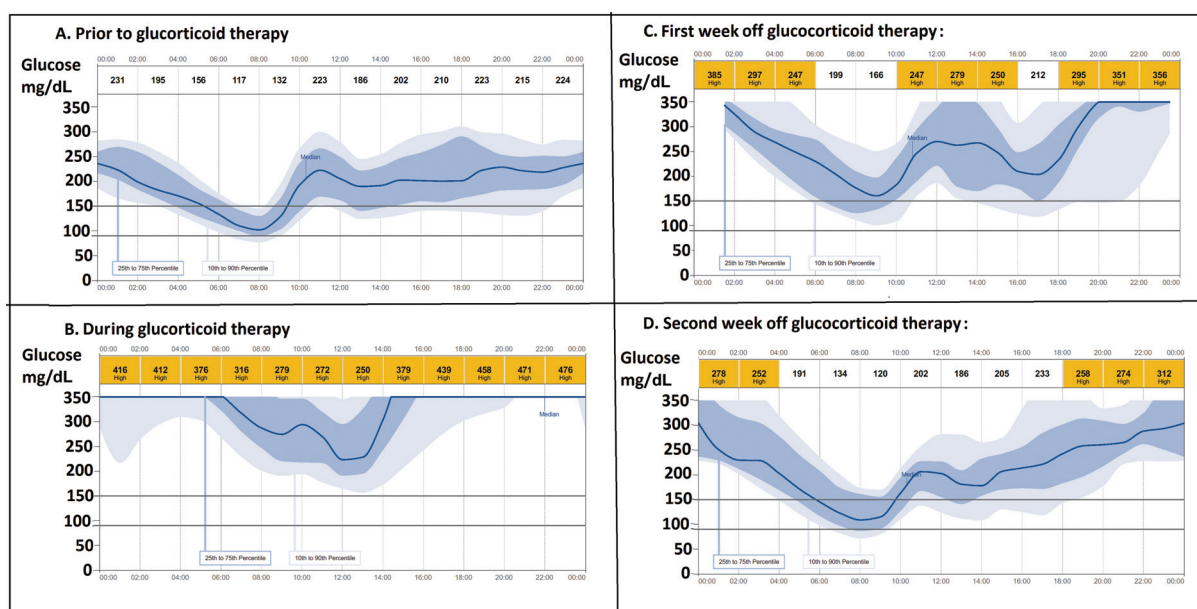 A. Prior to glucorticoid therapy
00:00 02:00 04:00 06:00 08:00 10:00 12:00 14:00 16:00 18:00 20:00 22:00 00:00
Glucose
mg/dL
231 195 156 117 132 223 186 202 210 223 215 224
350
300
250
Median
200
150
100
50
25th to 75th Percentile
10th to 90th Percentile
0
00:00 02:00 04:00 06:00 08:00 10:00 12:00 14:00 16:00 18:00 20:00 22:00 00:00
B. During glucorticoid therapy
00:00 02:00 04:00 06:00 08:00 10:00 12:00 14:00 16:00 18:00 20:00 22:00 00:00
Glucose
mg/dL
416 412 376 316 279 272 250 379 439 458 471 476
High High High High High High High High High High High High
350
Median
300
250
200
150
100
50
25th to 75th Percentile
10th to 90th Percentile
0
00:00 02:00 04:00 06:00 08:00 10:00 12:00 14:00 16:00 18:00 20:00 22:00 00:00
C. First week off glucocorticoid therapy:
00:00 02:00 04:00 06:00 08:00 10:00 12:00 14:00 16:00 18:00 20:00 22:00 00:00
Glucose
mg/dL
385 297 247 199 166 247 279 250 212 295 351 356
High High High High High High High High High
350
300
250
Median
200
150
100
50
25th to 75th Percentile
10th to 90th Percentile
0
00:00 02:00 04:00 06:00 08:00 10:00 12:00 14:00 16:00 18:00 20:00 22:00 00:00
D. Second week off glucocorticoid therapy:
00:00 02:00 04:00 06:00 08:00 10:00 12:00 14:00 16:00 18:00 20:00 22:00 00:00
Glucose
mg/dL
278 252 191 134 120 202 186 205 233 258 274 312
High High High High High
350
300
250
200
Median
150
100
50
25th to 75th Percentile
10th to 90th Percentile
0
00:00 02:00 04:00 06:00 08:00 10:00 12:00 14:00 16:00 18:00 20:00 22:00 00:00